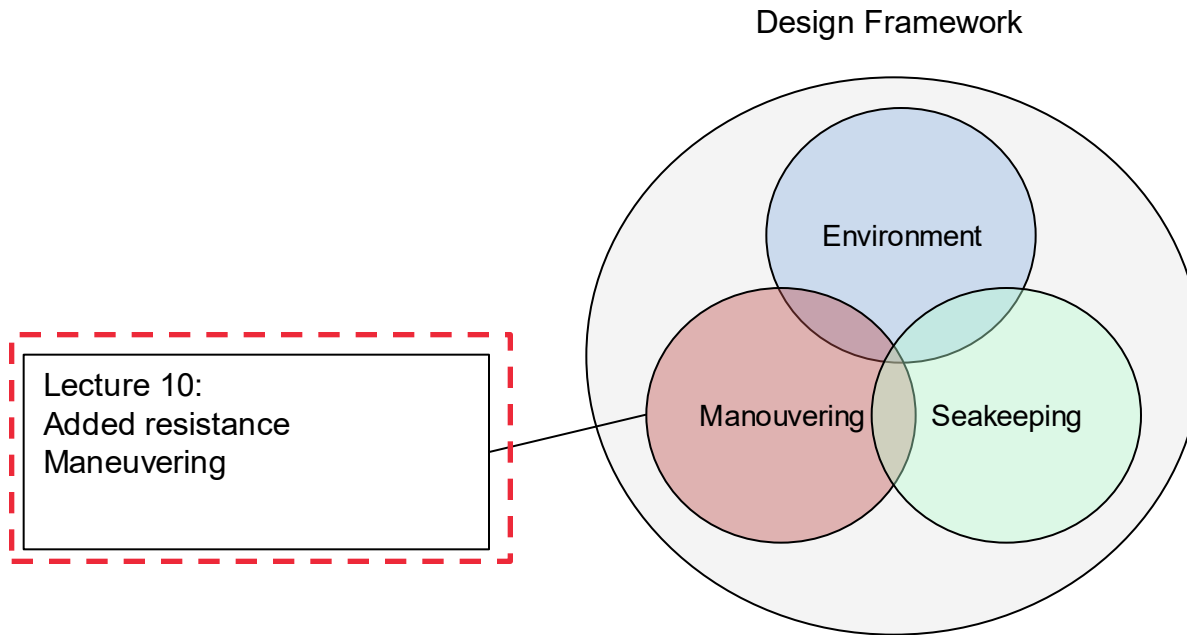 Design Framework
Environment
Manouvering
Seakeeping
Lecture 10:
Added resistance
Maneuvering